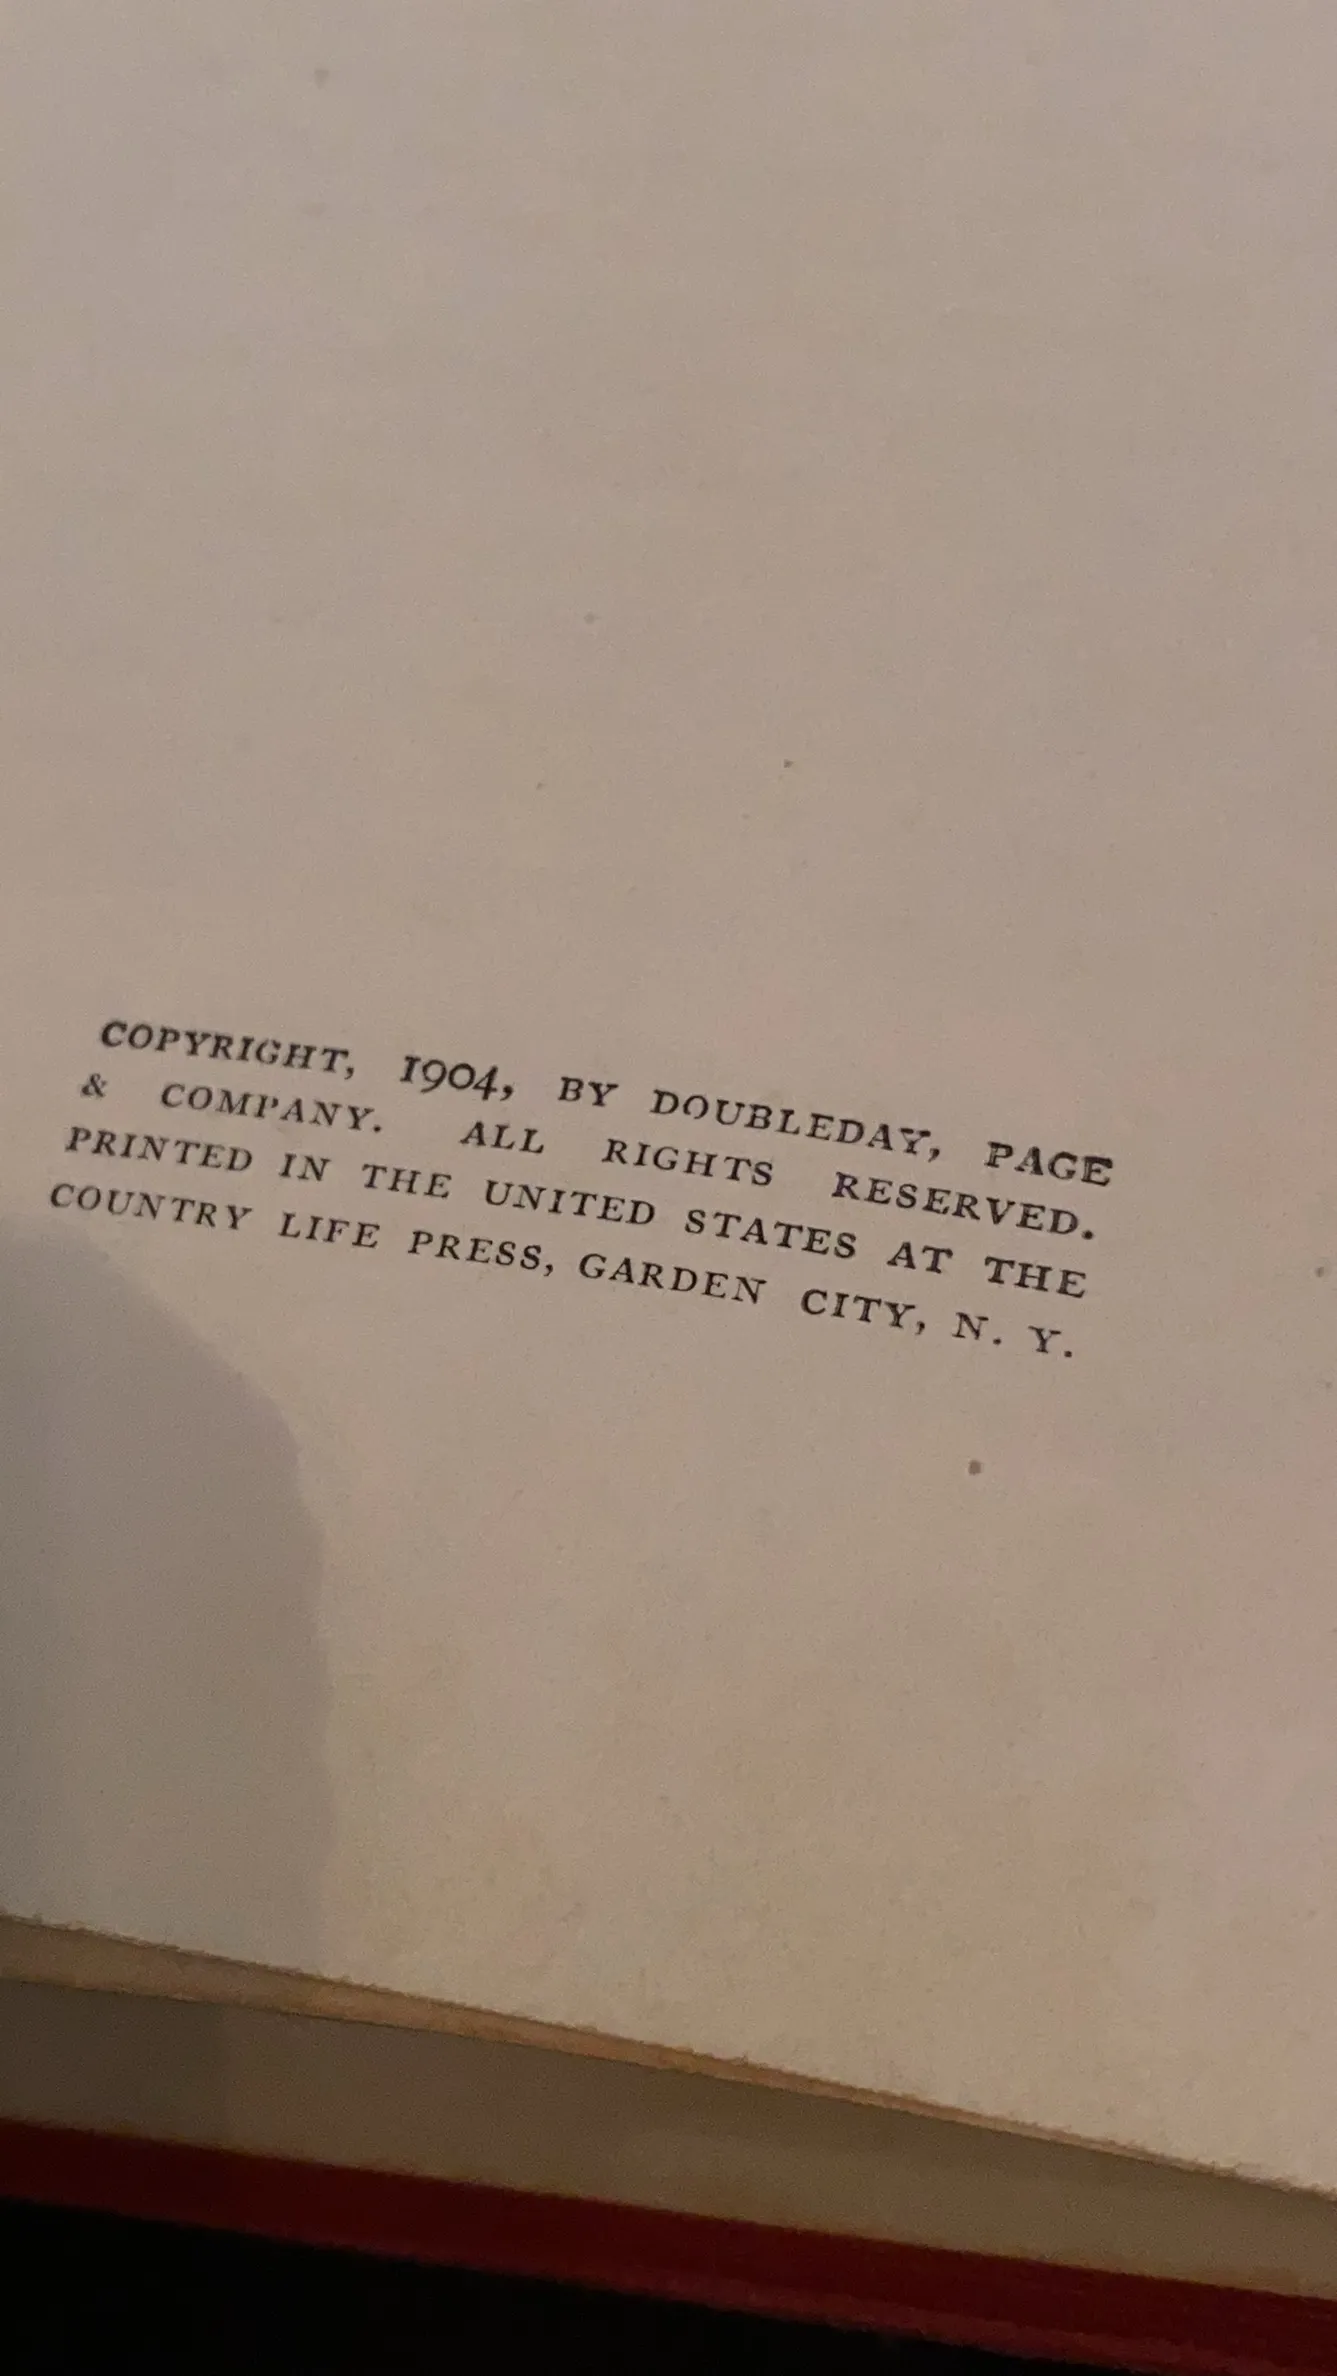 COPYRIGHT, 1904, BY DOUBLEDAY, PAGE
& COMPANY. ALL RIGHTS RESERVED.
PRINTED IN THE UNITED STATES AT THE
COUNTRY LIFE PRESS, GARDEN CITY, N. Y.